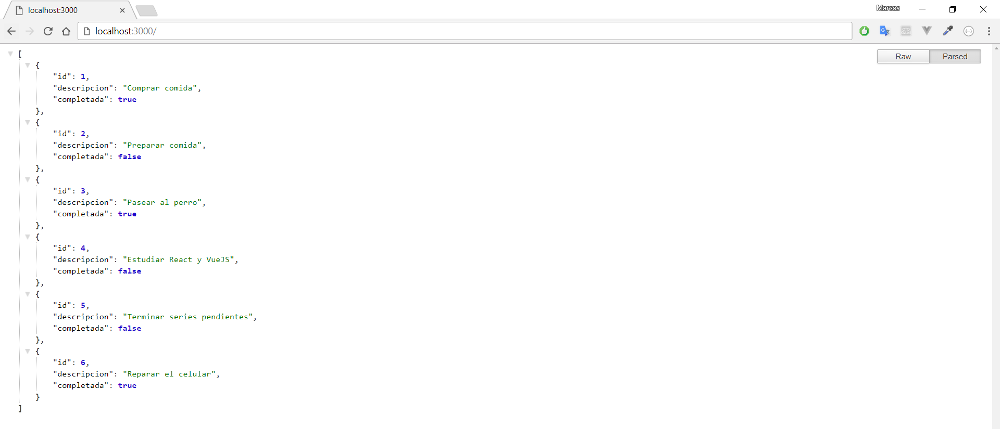 localhost:3000
Marcos
localhost:3000/
Raw Parsed
[
{
"id": 1,
"descripcion": "Comprar comida",
"completada": true
},
{
"id": 2,
"descripcion": "Preparar comida",
"completada": false
},
{
"id": 3,
"descripcion": "Pasear al perro",
"completada": true
},
{
"id": 4,
"descripcion": "Estudiar React y VueJS",
"completada": false
},
{
"id": 5,
"descripcion": "Terminar series pendientes",
"completada": false
},
{
"id": 6,
"descripcion": "Reparar el celular",
"completada": true
}
]